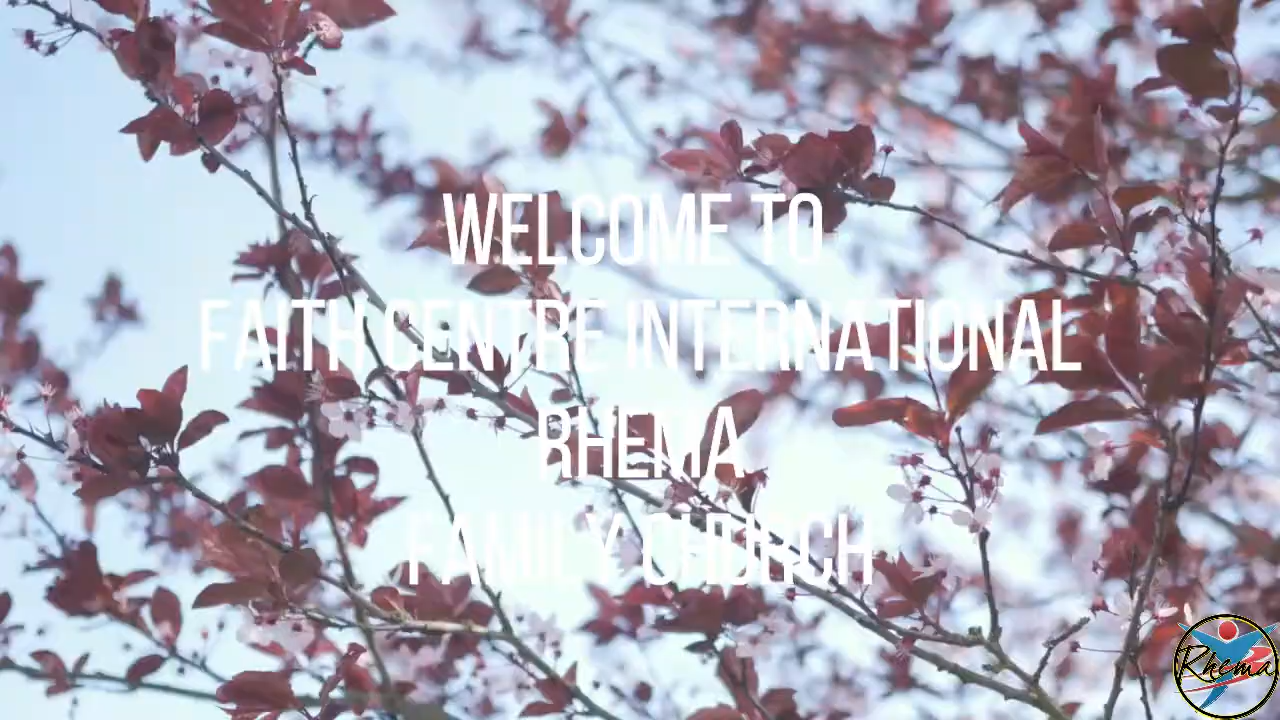 WELCOME TO
FAITH CENTRE INTERNATIONAL
RHEMA
FAMILY CHURCH
Rhema